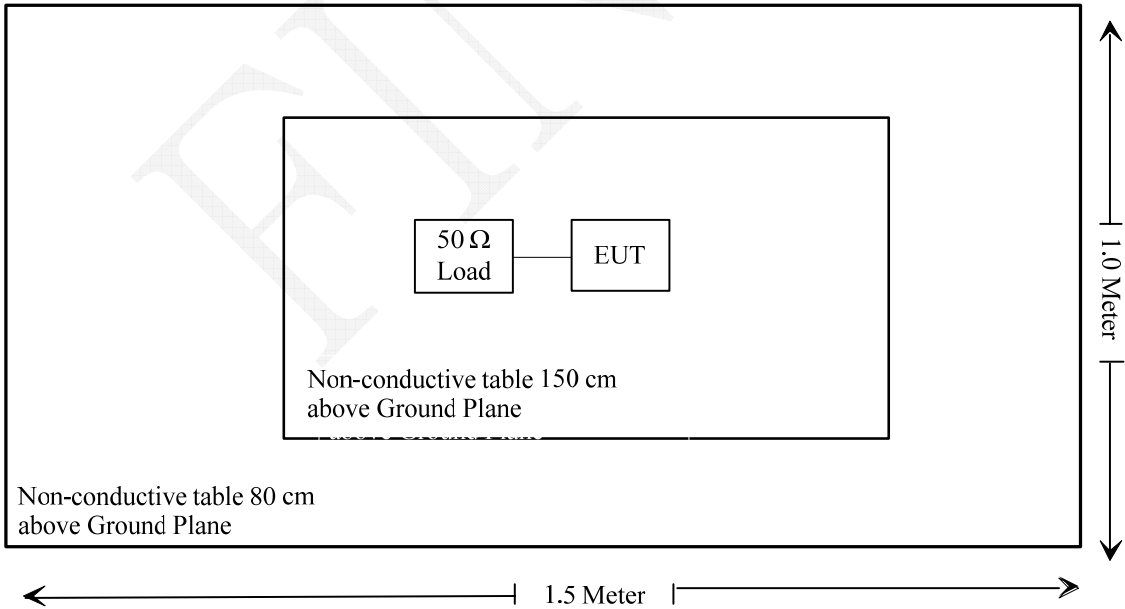 50 Ω
Load
EUT
Non-conductive table 150 cm
above Ground Plane
Non-conductive table 80 cm
above Ground Plane
1.0 Meter
1.5 Meter